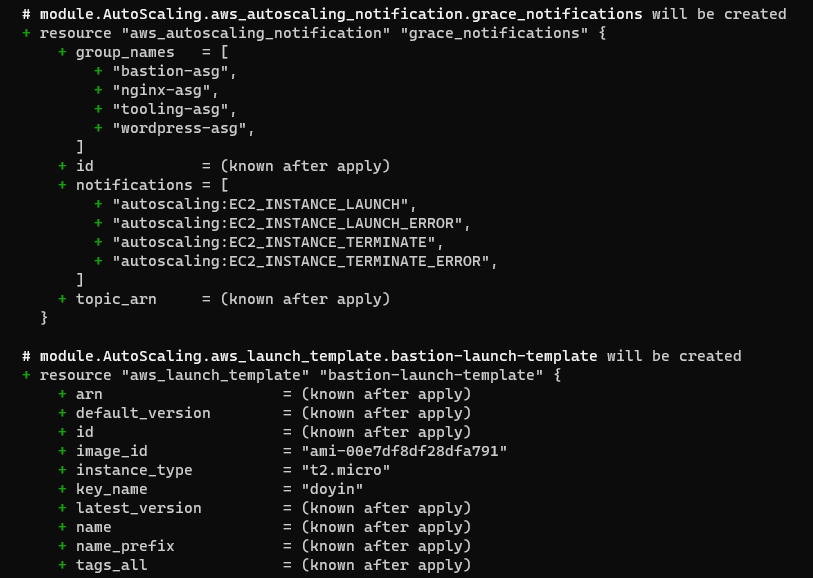 # module.AutoScaling.aws_autoscaling_notification.grace_notifications will be created
+ resource "aws_autoscaling_notification" "grace_notifications" {
    + group_names   = [
        + "bastion-asg",
        + "nginx-asg",
        + "tooling-asg",
        + "wordpress-asg",
      ]
    + id            = (known after apply)
    + notifications = [
        + "autoscaling:EC2_INSTANCE_LAUNCH",
        + "autoscaling:EC2_INSTANCE_LAUNCH_ERROR",
        + "autoscaling:EC2_INSTANCE_TERMINATE",
        + "autoscaling:EC2_INSTANCE_TERMINATE_ERROR",
      ]
    + topic_arn     = (known after apply)
  }
# module.AutoScaling.aws_launch_template.bastion-launch-template will be created
+ resource "aws_launch_template" "bastion-launch-template" {
    + arn                    = (known after apply)
    + default_version        = (known after apply)
    + id                     = (known after apply)
    + image_id               = "ami-00e7df8df28dfa791"
    + instance_type          = "t2.micro"
    + key_name               = "doyin"
    + latest_version         = (known after apply)
    + name                   = (known after apply)
    + name_prefix            = (known after apply)
    + tags_all               = (known after apply)